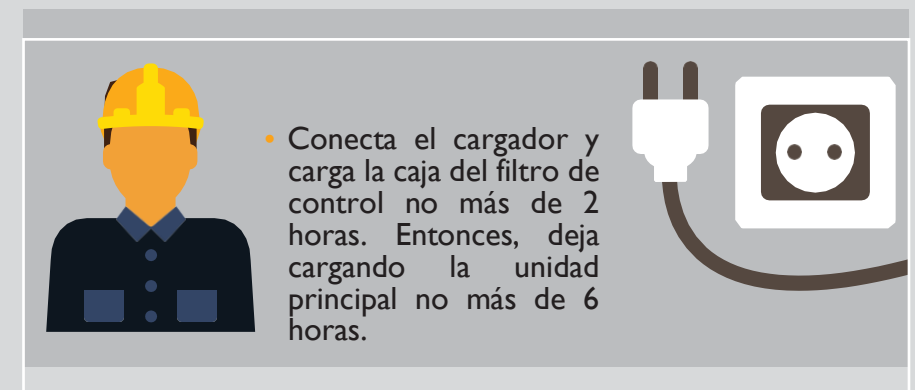 • Conecta el cargador y
carga la caja del filtro de
control no más de 2
horas. Entonces, deja
cargando la unidad
principal no más de 6
horas.